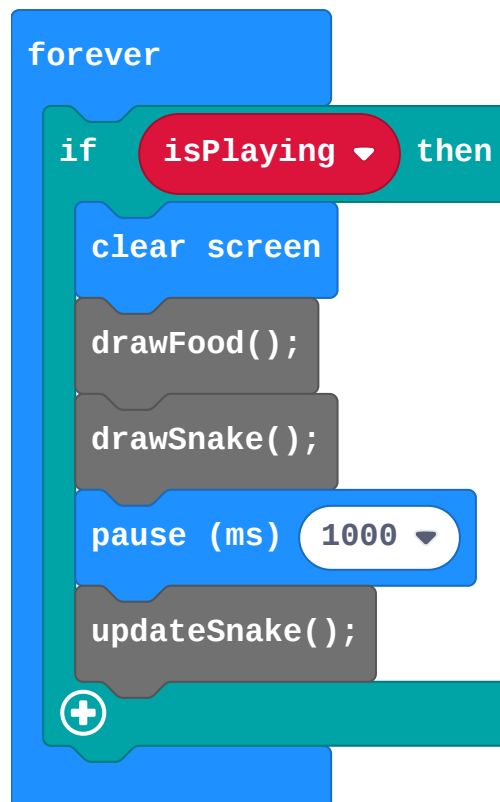 forever
if isPlaying then
clear screen
drawFood();
drawSnake();
pause (ms) 1000
updateSnake();